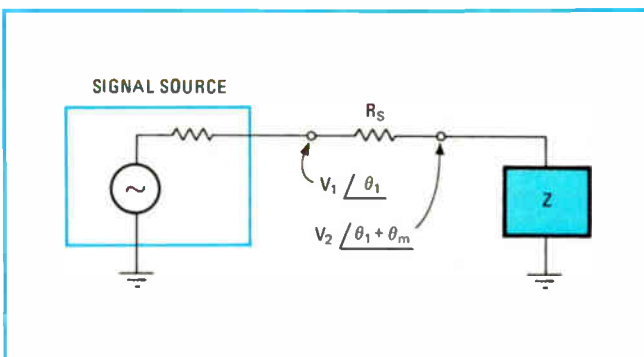 SIGNAL SOURCE
R_S
V_1 /θ_1
V_2 /θ_1 + θ_m
~
Z